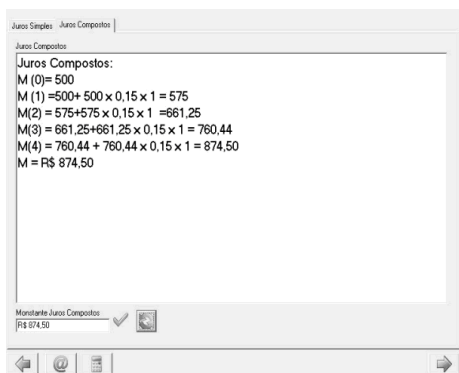 Juros Simples Juros Compostos
Juros Compostos
Juros Compostos:
M (0)= 500
M (1) =500+ 500 x 0,15 x 1 = 575
M(2) = 575+575 x 0,15 x 1 =661,25
M(3) = 661,25+661,25 x 0,15 x 1 = 760,44
M(4) = 760,44 + 760,44 x 0,15 x 1 = 874,50
M = R$ 874,50
Monstante Juros Compostos
R$ 874,50
@